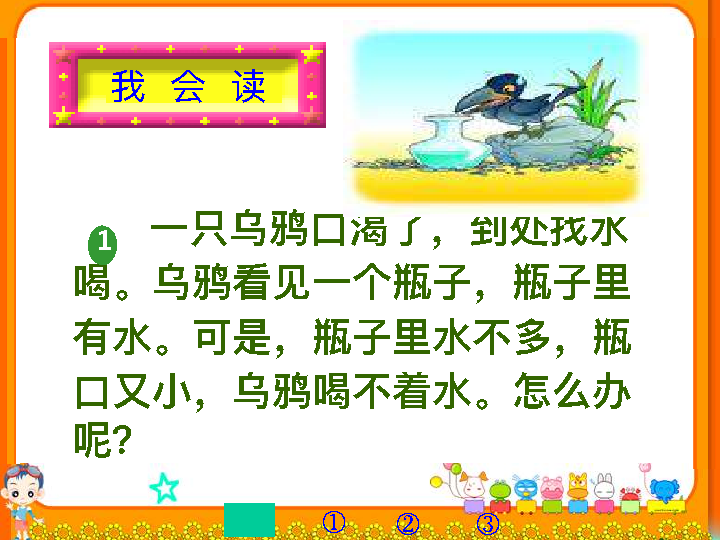 我 会 读
1 一只乌鸦口渴了，到处找水
喝。乌鸦看见一个瓶子，瓶子里
有水。可是，瓶子里水不多，瓶
口又小，乌鸦喝不着水。怎么办
呢？
① ② ③